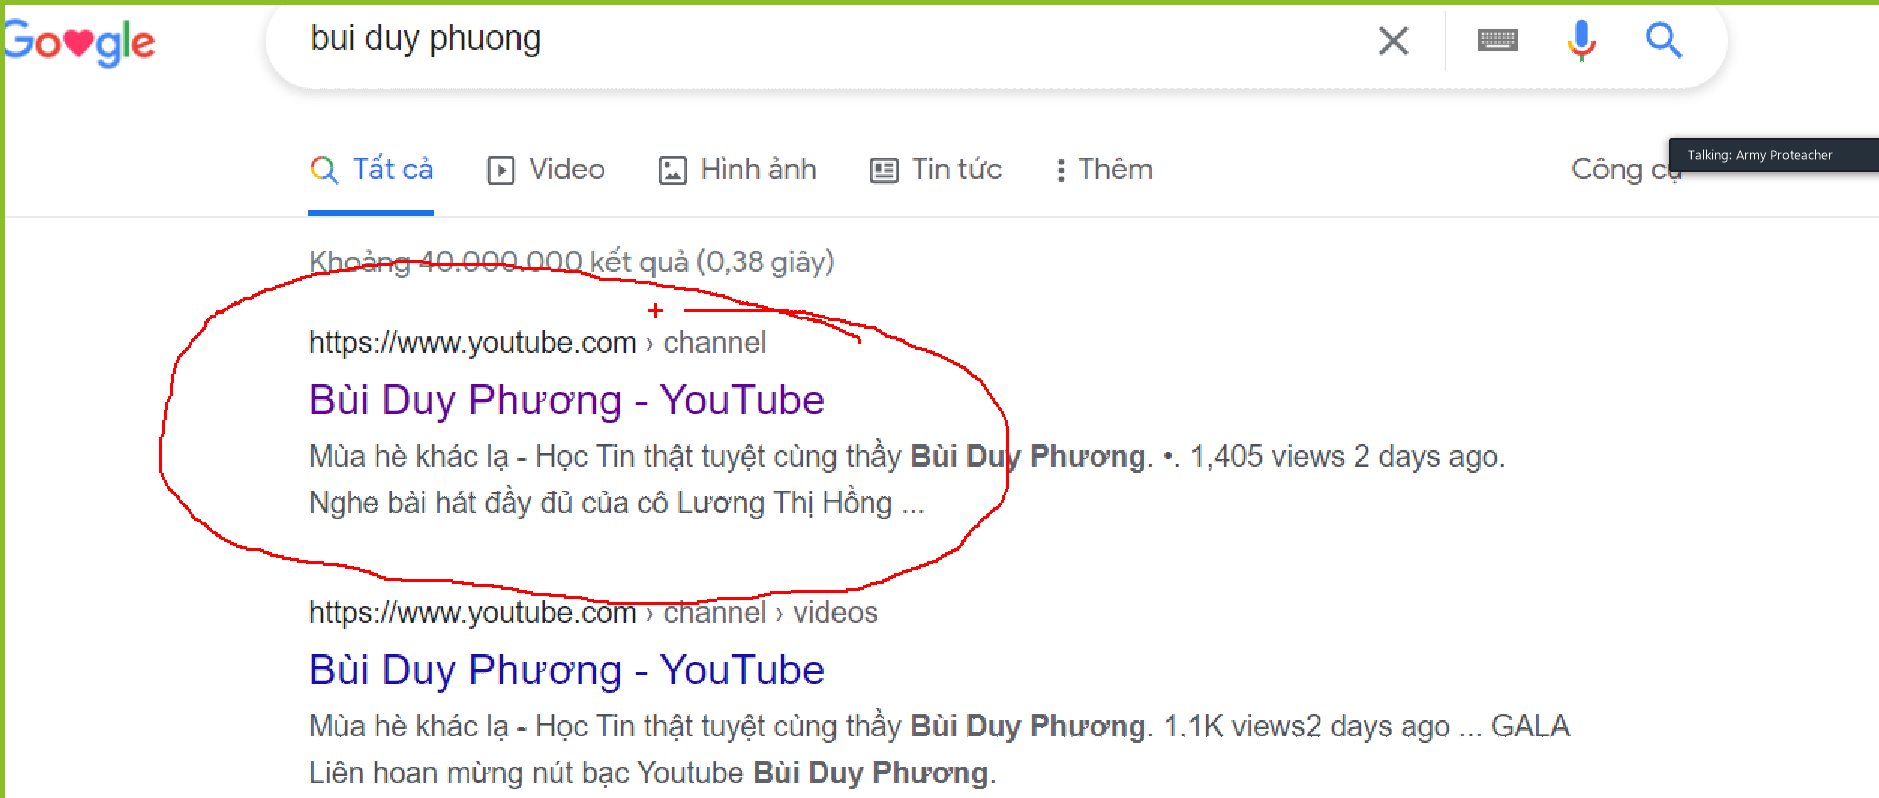 Google
bui duy phuong
Tất cả Video Hình ảnh Tin tức Thêm Công cụ
Talking: Army Proteacher
Khoảng 40.000.000 kết quả (0,38 giây)
https://www.youtube.com › channel
Bùi Duy Phương - YouTube
Mùa hè khác lạ - Học Tin thật tuyệt cùng thầy Bùi Duy Phương. •. 1,405 views 2 days ago.
Nghe bài hát đầy đủ của cô Lương Thị Hồng ...
https://www.youtube.com › channel › videos
Bùi Duy Phương - YouTube
Mùa hè khác lạ - Học Tin thật tuyệt cùng thầy Bùi Duy Phương. 1.1K views2 days ago ... GALA
Liên hoan mừng nút bạc Youtube Bùi Duy Phương.